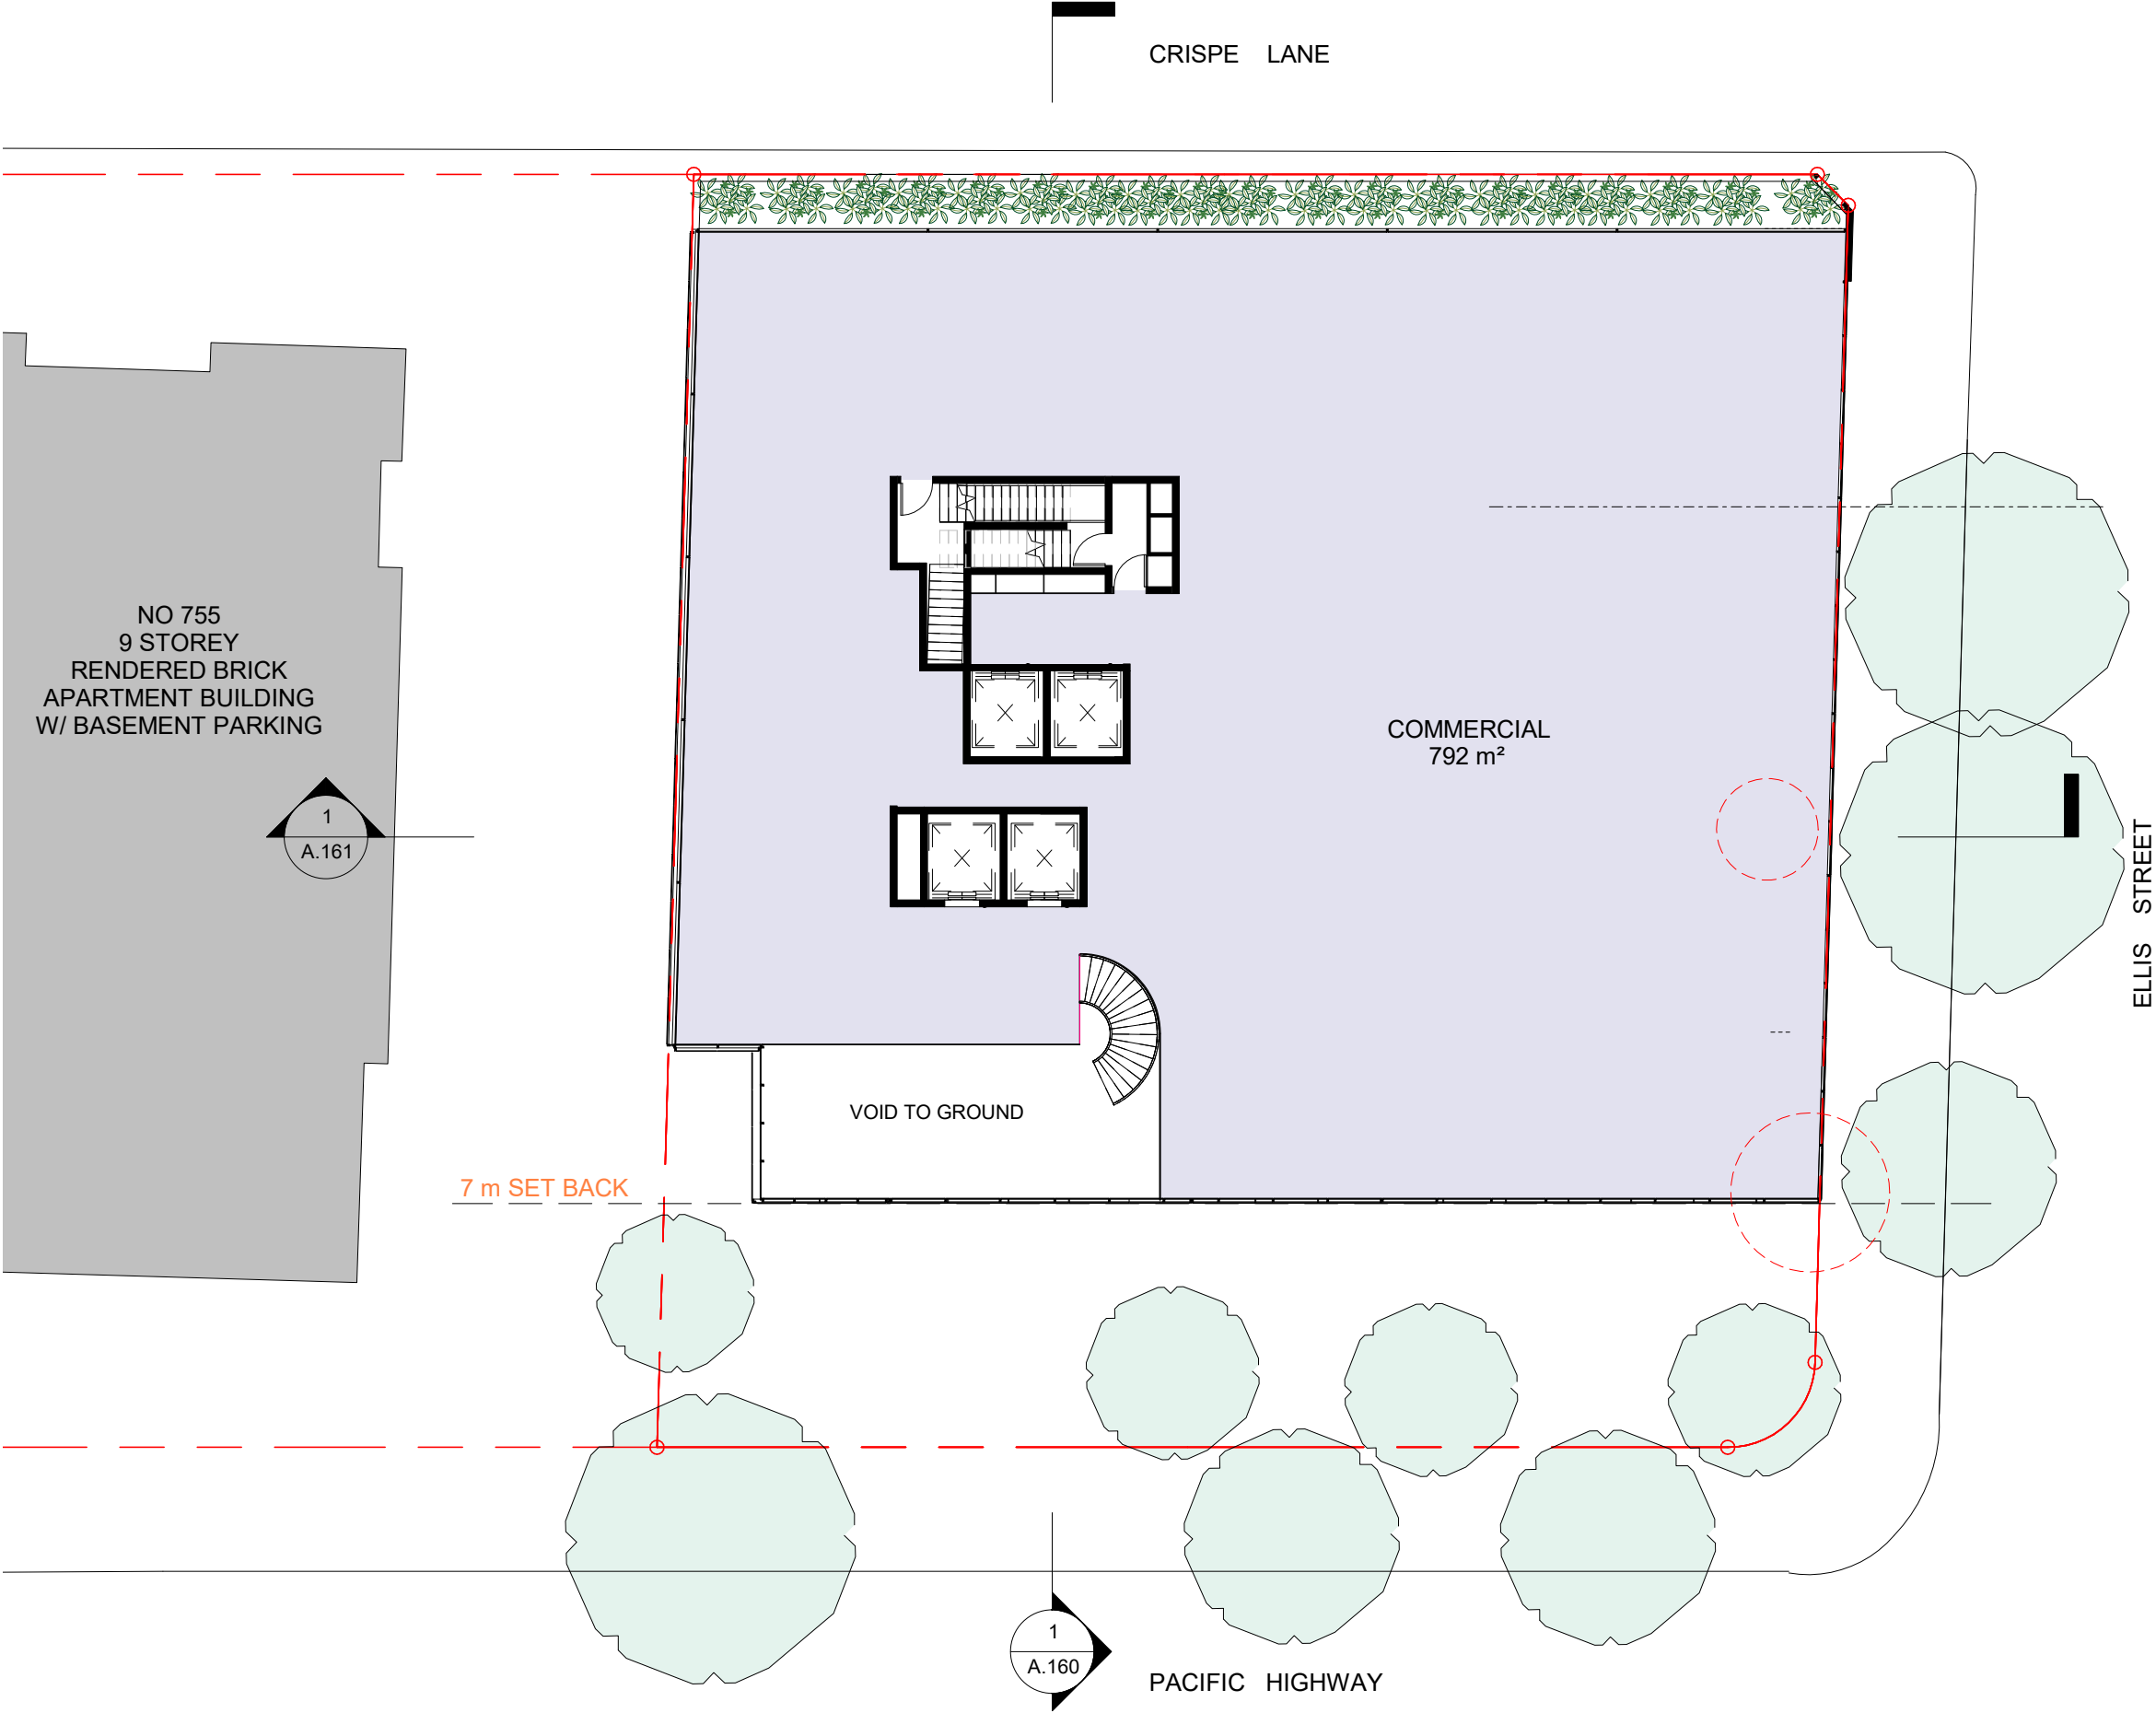 CRISPE LANE
NO 755
9 STOREY
RENDERED BRICK
APARTMENT BUILDING
W/ BASEMENT PARKING
COMMERCIAL
792 m²
1
A.161
ELLIS STREET
VOID TO GROUND
7 m SET BACK
1
A.160
PACIFIC HIGHWAY